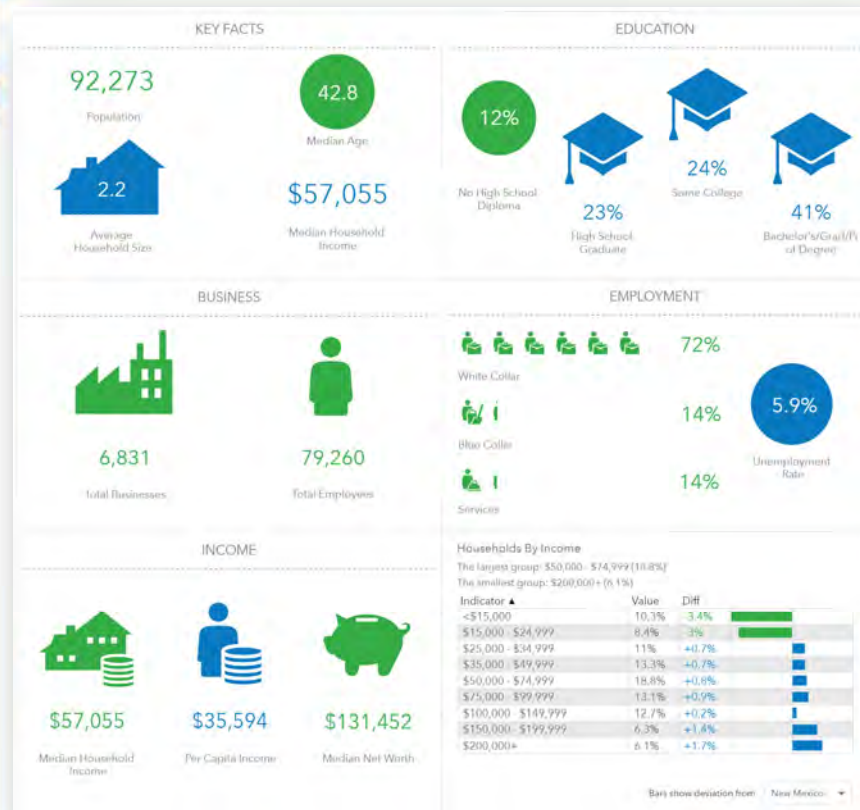 KEY FACTS
92,273
Population
42.8
Median Age
2.2
Average
Household Size
$57,055
Median Household
Income
EDUCATION
12%
No High School
Diploma
23%
High School
Graduate
24%
Some College
41%
Bachelor's/Grad/Pr
of Degree
BUSINESS
6,831
Total Businesses
79,260
Total Employees
EMPLOYMENT
72%
White Collar
14%
Blue Collar
14%
Services
5.9%
Unemployment
Rate
INCOME
$57,055
Median Household
Income
$35,594
Per Capita Income
$131,452
Median Net Worth
Households By Income
The largest group: $50,000 - $74,999 (18.8%)
The smallest group: $200,000+ (6.1%)
Indicator ▲ Value Diff
<$15,000 10.3% -3.4%
$15,000 - $24,999 8.4% -3%
$25,000 - $34,999 11% +0.7%
$35,000 - $49,999 13.3% +0.7%
$50,000 - $74,999 18.8% +0.8%
$75,000 - $99,999 13.1% +0.9%
$100,000 - $149,999 12.7% +0.2%
$150,000 - $199,999 6.3% +1.4%
$200,000+ 6.1% +1.7%
Bars show deviation from New Mexico